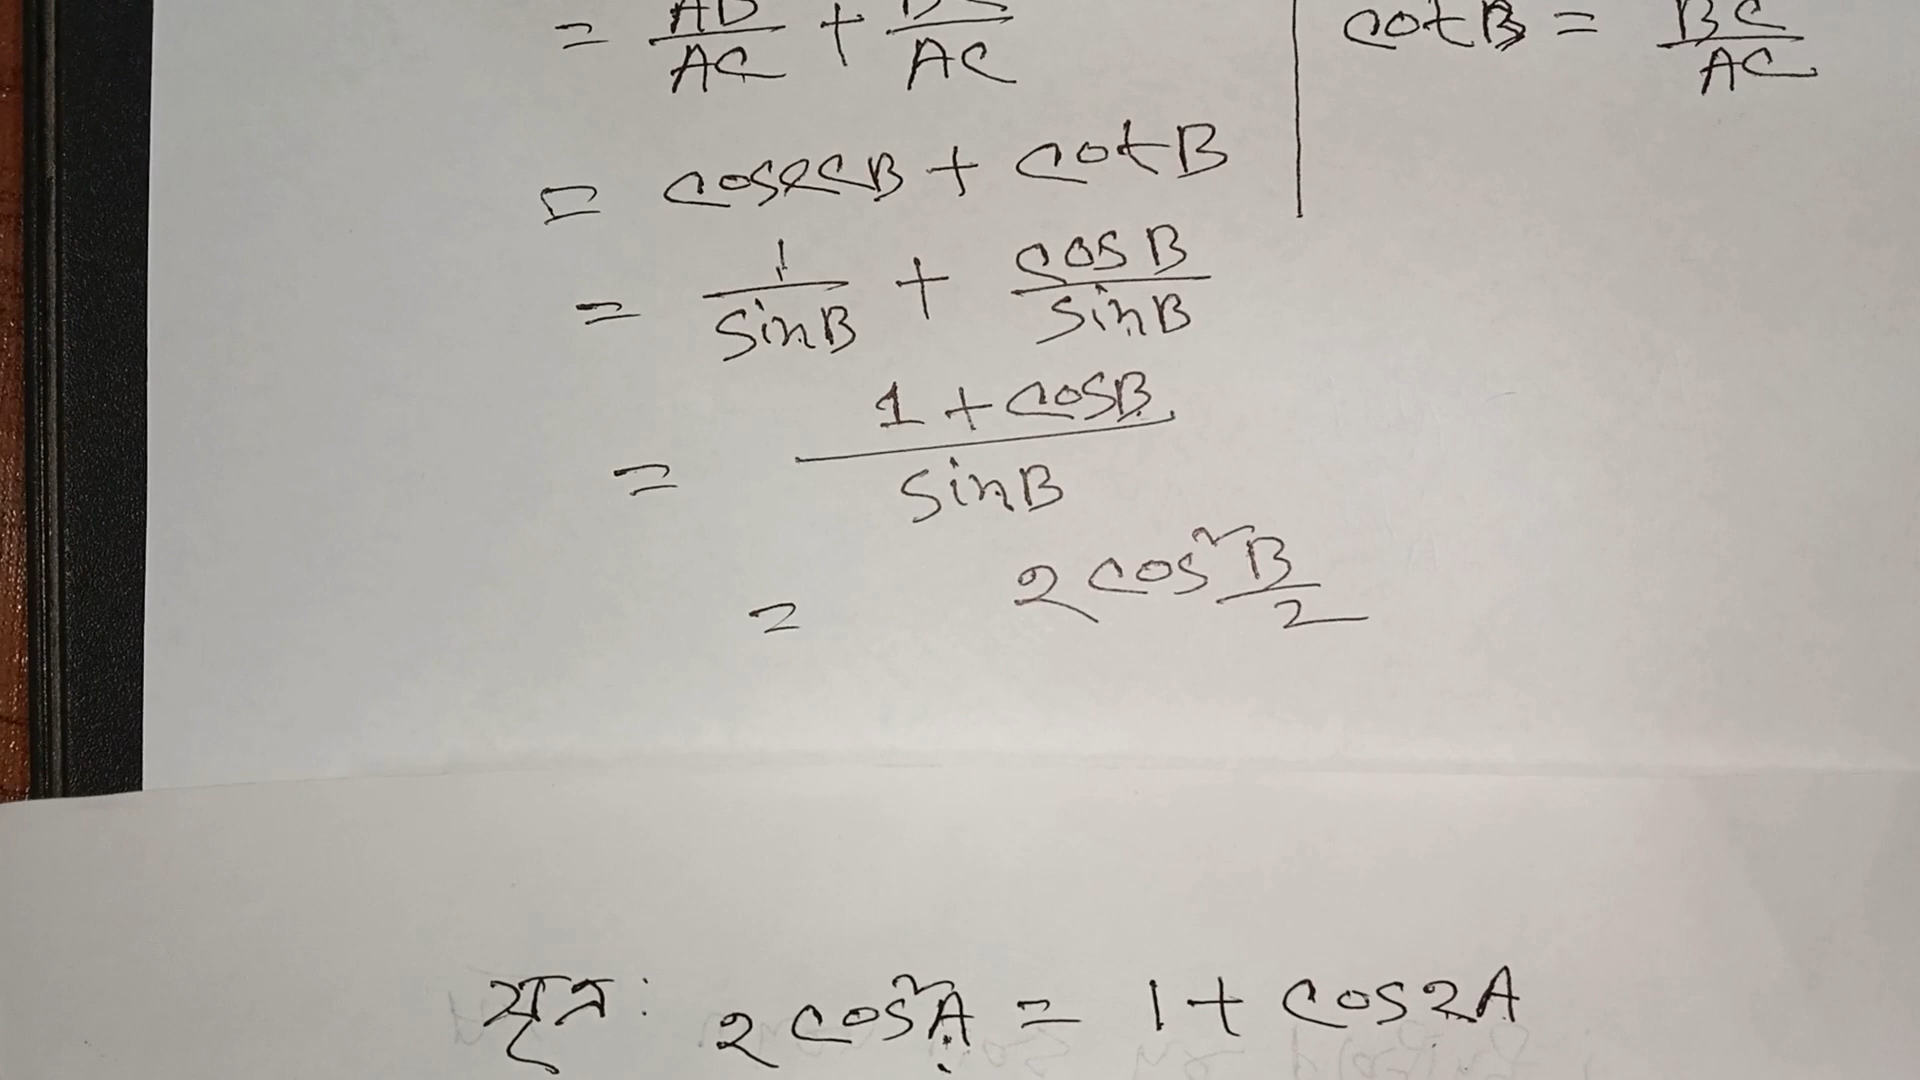 = AB/AC + BC/AC
cotB = BC/AC
= cosecB + cotB
= 1/sinB + cosB/sinB
= 1 + cosB/sinB
= 2cos²B/2
সূত্র: 2cos²A = 1 + cos2A